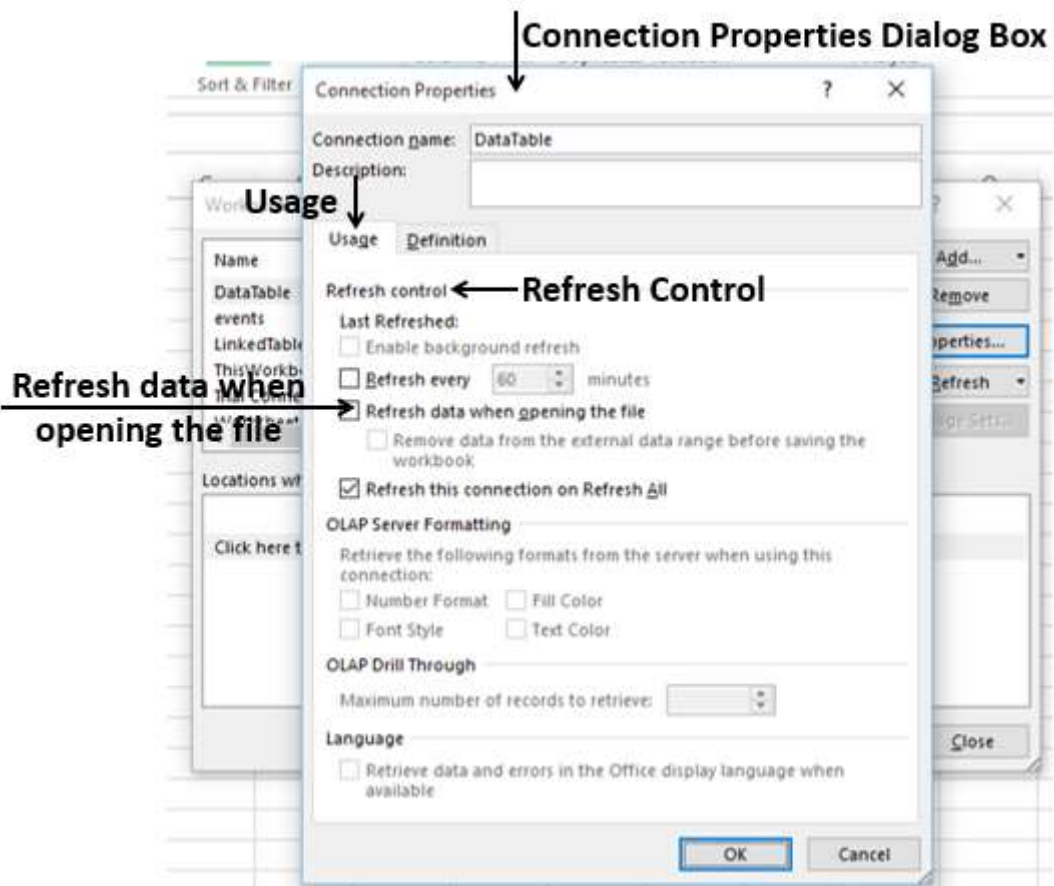 Connection Properties Dialog Box
Sort & Filter
Connection Properties ? ×
Connection name: DataTable
Description:
Usage
? ×
Usage Definition
Name
Add...
Refresh control Refresh Control
DataTable
Remove
events
Last Refreshed:
LinkedTable
Enable background refresh
Refresh data when opening the file
Refresh every 60 minutes
Refresh
Refresh data when opening the file
Remove data from the external data range before saving the
workbook
Refresh this connection on Refresh All
OLAP Server Formatting
Click here t
Retrieve the following formats from the server when using this
connection:
Number Format Fill Color
Font Style Text Color
OLAP Drill Through
Maximum number of records to retrieve:
Language
Close
Retrieve data and errors in the Office display language when
available
OK Cancel